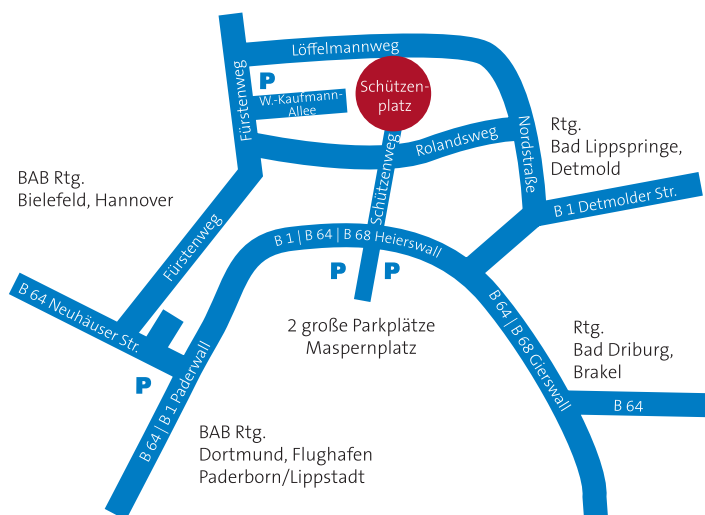 Löffelmannweg
P
Fürstenweg
W.-Kaufmann-
Allee
Schützen-
platz
Nordstraße
Rolandsweg
Schützenweg
Rtg.
Bad Lippspringe,
Detmold
BAB Rtg.
Bielefeld, Hannover
B 1 Detmolder Str.
Fürstenweg
B 1 | B 64 | B 68 Heierswall
P P
B 64 Neuhäuser Str.
2 große Parkplätze
Maspernplatz
B 64 | B 68 Gierswall
Rtg.
Bad Driburg,
Brakel
P
B 64 | B 1 Paderwall
B 64
BAB Rtg.
Dortmund, Flughafen
Paderborn/Lippstadt